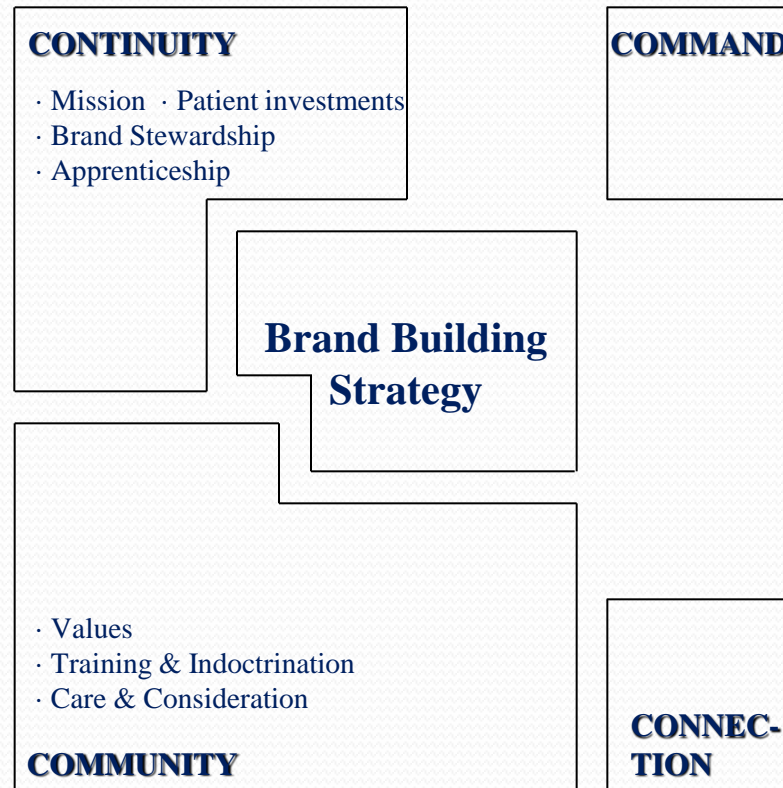 CONTINUITY
· Mission · Patient investments
· Brand Stewardship
· Apprenticeship
COMMAND
Brand Building
Strategy
· Values
· Training & Indoctrination
· Care & Consideration
COMMUNITY
CONNEC-
TION